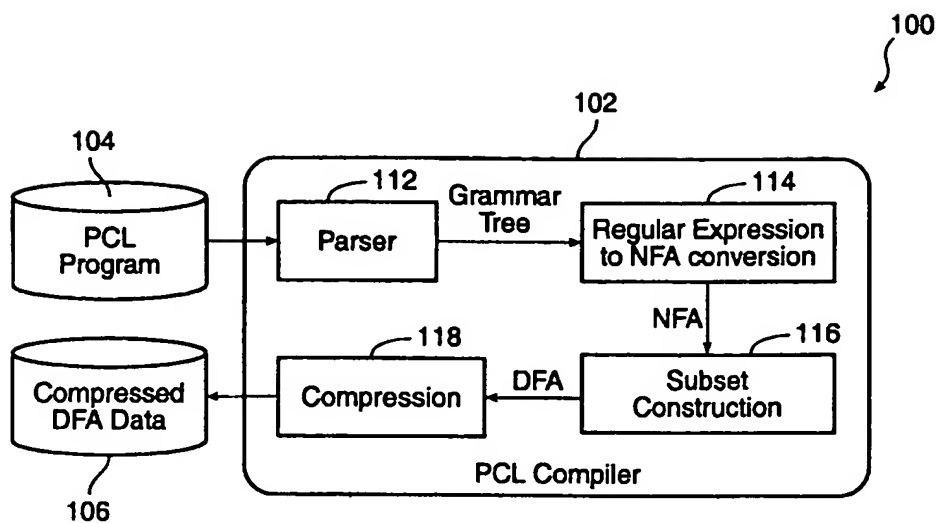 100
102
104
112
Grammar
Tree
114
PCL
Program
Parser
Regular Expression
to NFA conversion
NFA
118
116
Compressed
DFA Data
Compression
DFA
Subset
Construction
PCL Compiler
106